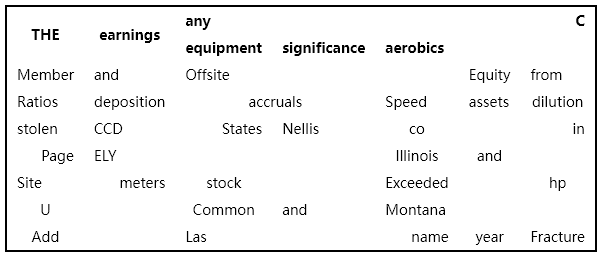 THE earnings any equipment significance aerobics C
Member and Offsite Equity from
Ratios deposition accruals Speed assets dilution
stolen CCD States Nellis co in
Page ELY Illinois and
Site meters stock Exceeded hp
U Common and Montana
Add Las name year Fracture